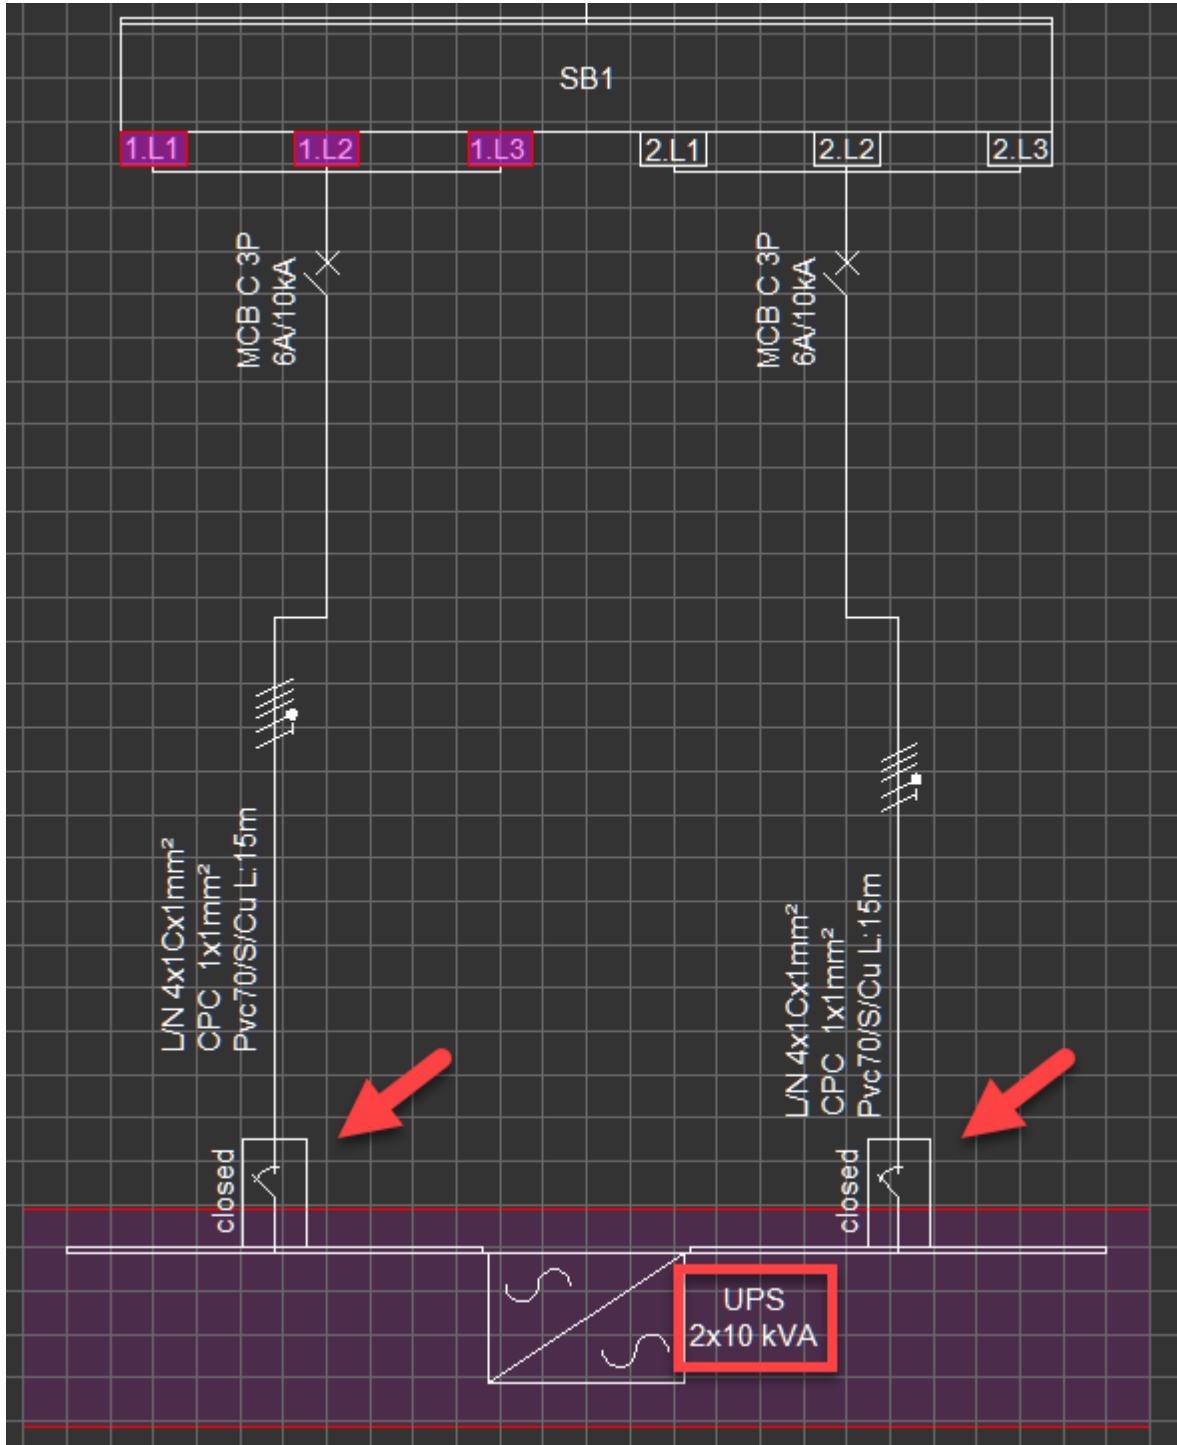 SB1
1.L1 1.L2 1.L3 2.L1 2.L2 2.L3
MCB C 3P
6A/10kA
MCB C 3P
6A/10kA
L/N 4x1Cx1mm²
CPC 1x1mm²
Pvc70/S/Cu L:15m
L/N 4x1Cx1mm²
CPC 1x1mm²
Pvc70/S/Cu L:15m
closed
closed
UPS
2x10 kVA